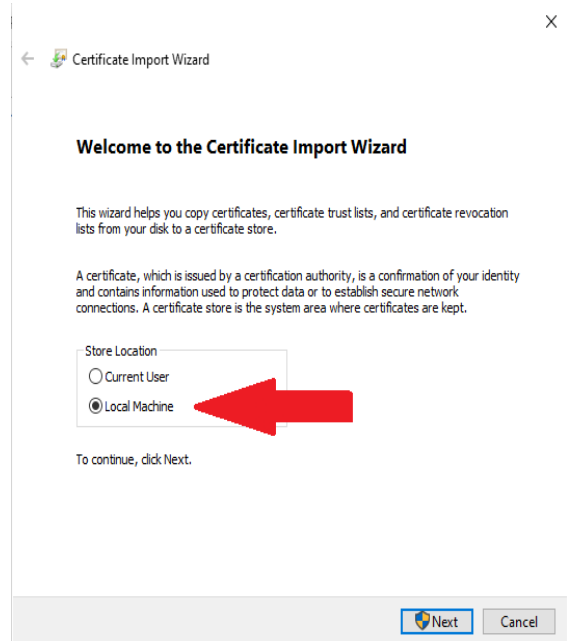 Certificate Import Wizard
Welcome to the Certificate Import Wizard
This wizard helps you copy certificates, certificate trust lists, and certificate revocation
lists from your disk to a certificate store.
A certificate, which is issued by a certification authority, is a confirmation of your identity
and contains information used to protect data or to establish secure network
connections. A certificate store is the system area where certificates are kept.
Store Location
Current User
Local Machine
To continue, click Next.
Next Cancel